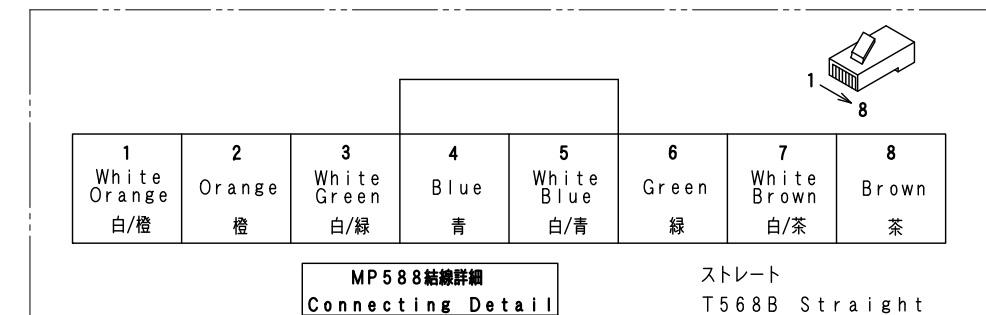 1
8
1
White
Orange
白/橙
2
Orange
橙
3
White
Green
白/緑
4
Blue
青
5
White
Blue
白/青
6
Green
緑
7
White
Brown
白/茶
8
Brown
茶
MP588結線詳細
Connecting Detail
ストレート
T568B Straight